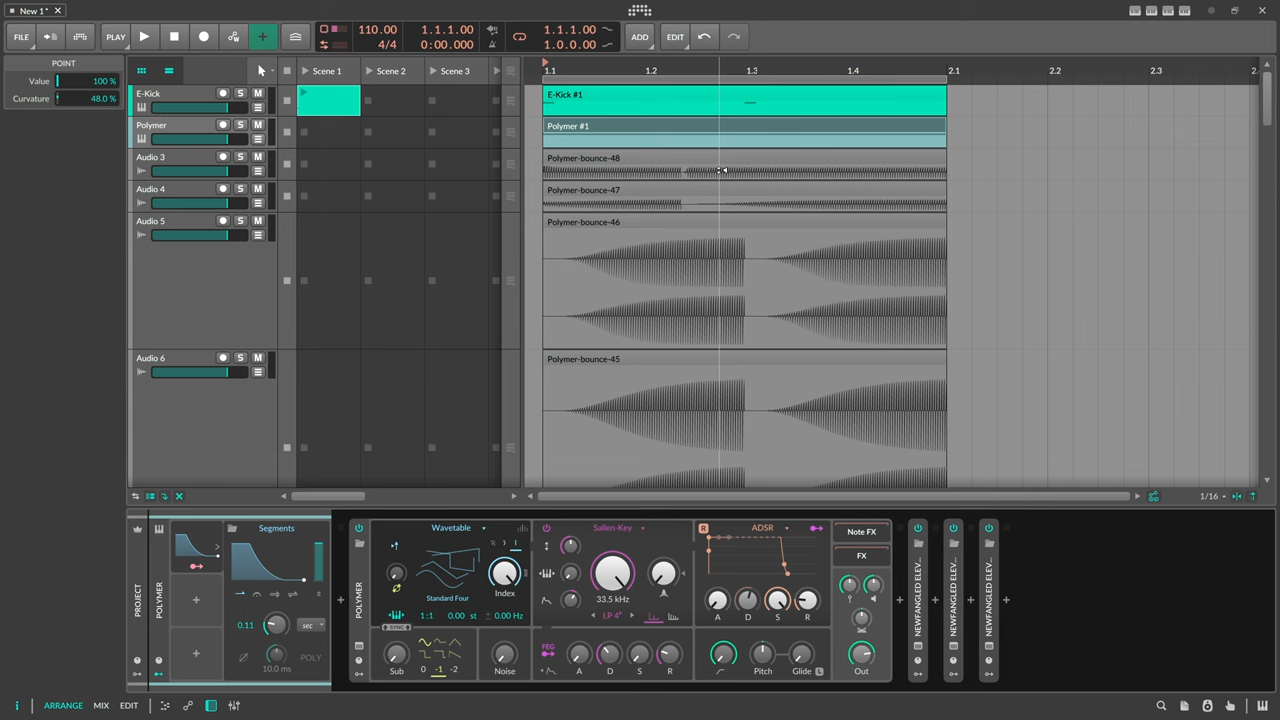 New 1*
FILE
PLAY
110.00
4/4
1.1.1.00
0:00.000
1.1.1.00
1.0.0.00
ADD
EDIT
POINT
Value 100 %
Curvature 48.0 %
Scene 1
Scene 2
Scene 3
1.1 1.2 1.3 1.4 2.1 2.2 2.3
E-Kick S M
E-Kick #1
Polymer S M
Polymer #1
Audio 3 S M
Polymer-bounce-48
Audio 4 S M
Polymer-bounce-47
Audio 5 S M
Polymer-bounce-46
Audio 6 S M
Polymer-bounce-45
1/16
PROJECT
POLYMER
Segments
0.11 sec
10.0 ms POLY
POLYMER
Wavetable
Index
Standard Four
1:1 0.00 st ± 0.00 Hz
SYNC
Sub 0 -1 -2 Noise
Sallen-Key
33.5 kHz
LP 4
FEG A D S R
R ADSR
A D S R
Pitch Glide L
Note FX
FX
Out
NEWFANGLED ELEV...
NEWFANGLED ELEV...
NEWFANGLED ELEV...
i ARRANGE MIX EDIT